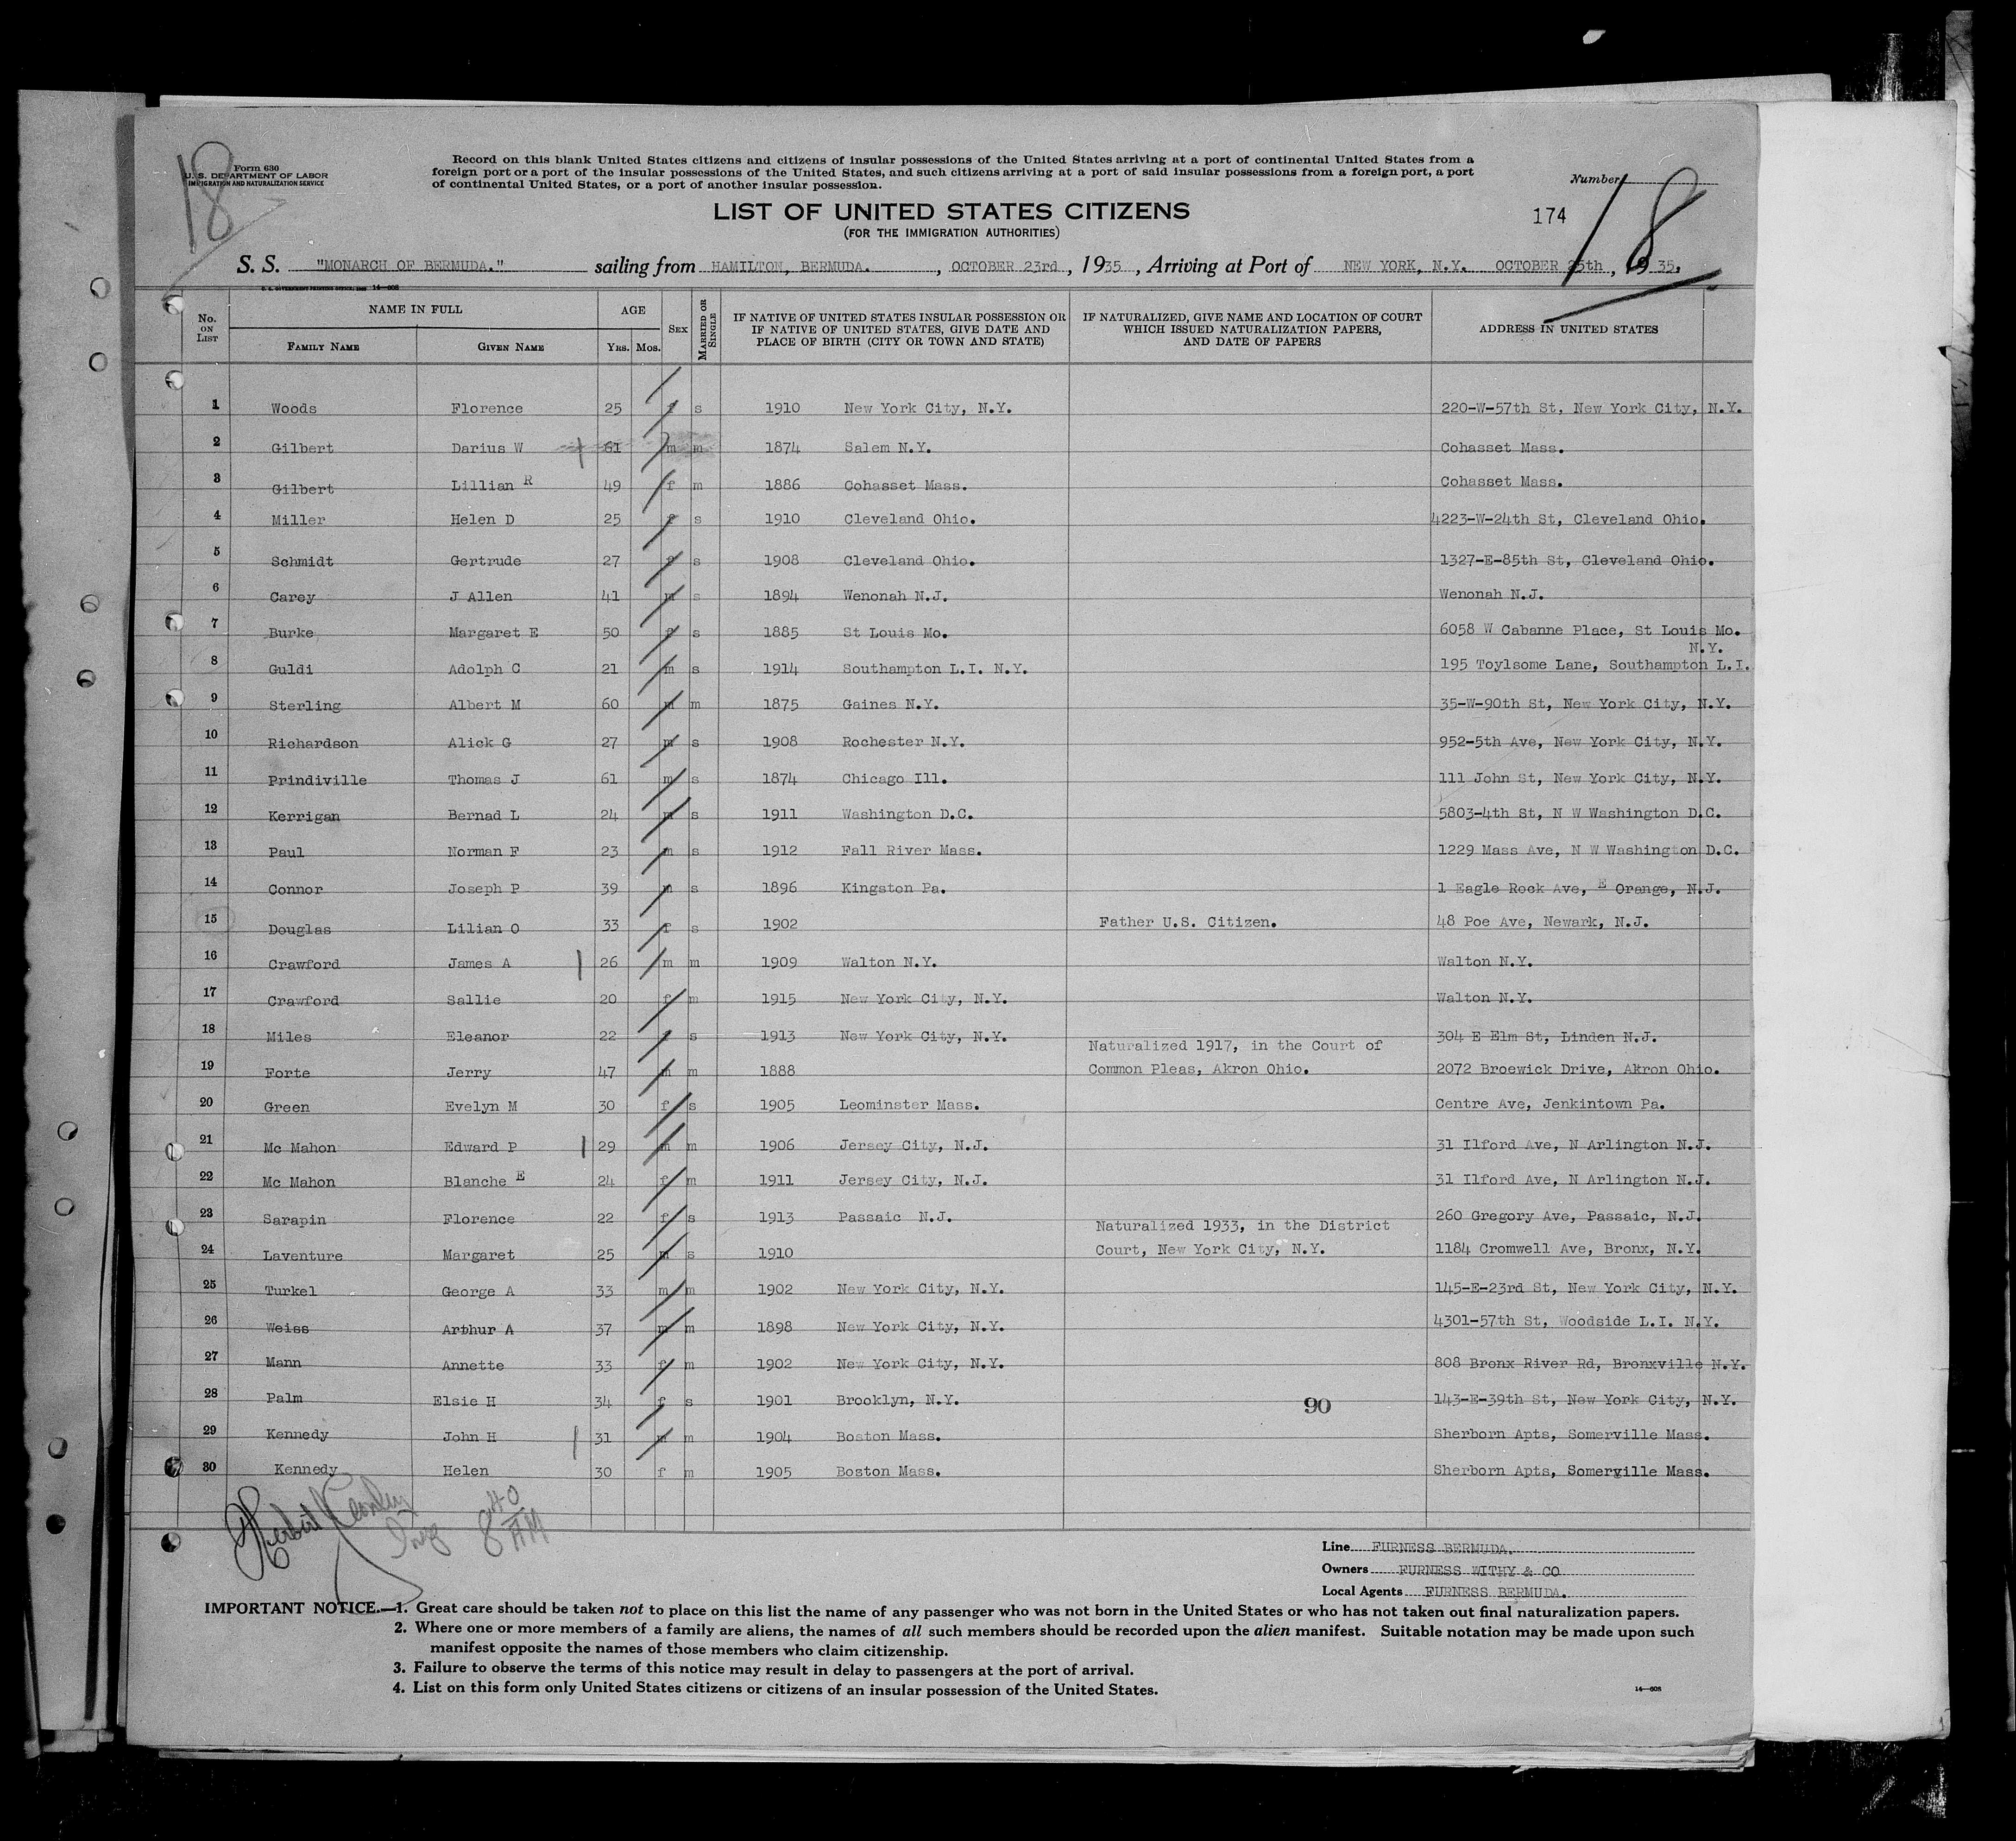 18
Form 630
U. S. DEPARTMENT OF LABOR
IMMIGRATION AND NATURALIZATION SERVICE
Record on this blank United States citizens and citizens of insular possessions of the United States arriving at a port of continental United States from a
foreign port or a port of the insular possessions of the United States, and such citizens arriving at a port of said insular possessions from a foreign port, a port
of continental United States, or a port of another insular possession.
Number
18
LIST OF UNITED STATES CITIZENS
174
(FOR THE IMMIGRATION AUTHORITIES)
S. S. "MONARCH OF BERMUDA." sailing from HAMILTON, BERMUDA. , OCTOBER 23rd , 1935 , Arriving at Port of NEW YORK, N.Y. OCTOBER 25th , 1935.
No. ON LIST NAME IN FULL AGE SEX MARRIED OR SINGLE IF NATIVE OF UNITED STATES INSULAR POSSESSION OR IF NATIVE OF UNITED STATES, GIVE DATE AND PLACE OF BIRTH (CITY OR TOWN AND STATE) IF NATURALIZED, GIVE NAME AND LOCATION OF COURT WHICH ISSUED NATURALIZATION PAPERS, AND DATE OF PAPERS ADDRESS IN UNITED STATES
FAMILY NAME GIVEN NAME YRS. MOS.
1 Woods Florence 25 f s 1910 New York City, N.Y. 220-W-57th St, New York City, N.Y.
2 Gilbert Darius W 61 m m 1874 Salem N.Y. Cohasset Mass.
3 Gilbert Lillian R 49 f m 1886 Cohasset Mass. Cohasset Mass.
4 Miller Helen D 25 f s 1910 Cleveland Ohio. 4223-W-24th St, Cleveland Ohio.
5 Schmidt Gertrude 27 f s 1908 Cleveland Ohio. 1327-E-85th St, Cleveland Ohio.
6 Carey J Allen 41 m s 1894 Wenonah N.J. Wenonah N.J.
7 Burke Margaret E 50 f s 1885 St Louis Mo. 6058 W Cabanne Place, St Louis Mo.
N.Y.
8 Guldi Adolph C 21 m s 1914 Southampton L.I. N.Y. 195 Toylsome Lane, Southampton L.I.
9 Sterling Albert M 60 m m 1875 Gaines N.Y. 35-W-90th St, New York City, N.Y.
10 Richardson Alick G 27 m s 1908 Rochester N.Y. 952-5th Ave, New York City, N.Y.
11 Prindiville Thomas J 61 m s 1874 Chicago Ill. 111 John St, New York City, N.Y.
12 Kerrigan Bernad L 24 m s 1911 Washington D.C. 5803-4th St, N W Washington D.C.
13 Paul Norman F 23 m s 1912 Fall River Mass. 1229 Mass Ave, N W Washington D.C.
14 Connor Joseph P 39 m s 1896 Kingston Pa. 1 Eagle Rock Ave, E Orange, N.J.
15 Douglas Lilian O 33 f s 1902 Father U.S. Citizen. 48 Poe Ave, Newark, N.J.
16 Crawford James A 26 m m 1909 Walton N.Y. Walton N.Y.
17 Crawford Sallie 20 f m 1915 New York City, N.Y. Walton N.Y.
18 Miles Eleanor 22 f s 1913 New York City, N.Y. 304 E Elm St, Linden N.J.
Naturalized 1917, in the Court of
19 Forte Jerry 47 m m 1888 Common Pleas, Akron Ohio. 2072 Broewick Drive, Akron Ohio.
20 Green Evelyn M 30 f s 1905 Leominster Mass. Centre Ave, Jenkintown Pa.
21 Mc Mahon Edward P 29 m m 1906 Jersey City, N.J. 31 Ilford Ave, N Arlington N.J.
22 Mc Mahon Blanche E 24 f m 1911 Jersey City, N.J. 31 Ilford Ave, N Arlington N.J.
23 Sarapin Florence 22 f s 1913 Passaic N.J. 260 Gregory Ave, Passaic, N.J.
Naturalized 1933, in the District
24 Laventure Margaret 25 m s 1910 Court, New York City, N.Y. 1184 Cromwell Ave, Bronx, N.Y.
25 Turkel George A 33 m m 1902 New York City, N.Y. 145-E-23rd St, New York City, N.Y.
26 Weiss Arthur A 37 m m 1898 New York City, N.Y. 4301-57th St, Woodside L.I. N.Y.
27 Mann Annette 33 f m 1902 New York City, N.Y. 808 Bronx River Rd, Bronxville N.Y.
28 Palm Elsie H 34 f s 1901 Brooklyn, N.Y. 143-E-39th St, New York City, N.Y.
90
29 Kennedy John H 31 m m 1904 Boston Mass. Sherborn Apts, Somerville Mass.
30 Kennedy Helen 30 f m 1905 Boston Mass. Sherborn Apts, Somerville Mass.
Herbert
8 40 AM
Line FURNESS BERMUDA.
Owners FURNESS WITHY & CO
Local Agents FURNESS BERMUDA.
IMPORTANT NOTICE.—1. Great care should be taken not to place on this list the name of any passenger who was not born in the United States or who has not taken out final naturalization papers.
2. Where one or more members of a family are aliens, the names of all such members should be recorded upon the alien manifest. Suitable notation may be made upon such
manifest opposite the names of those members who claim citizenship.
3. Failure to observe the terms of this notice may result in delay to passengers at the port of arrival.
4. List on this form only United States citizens or citizens of an insular possession of the United States.
14—608